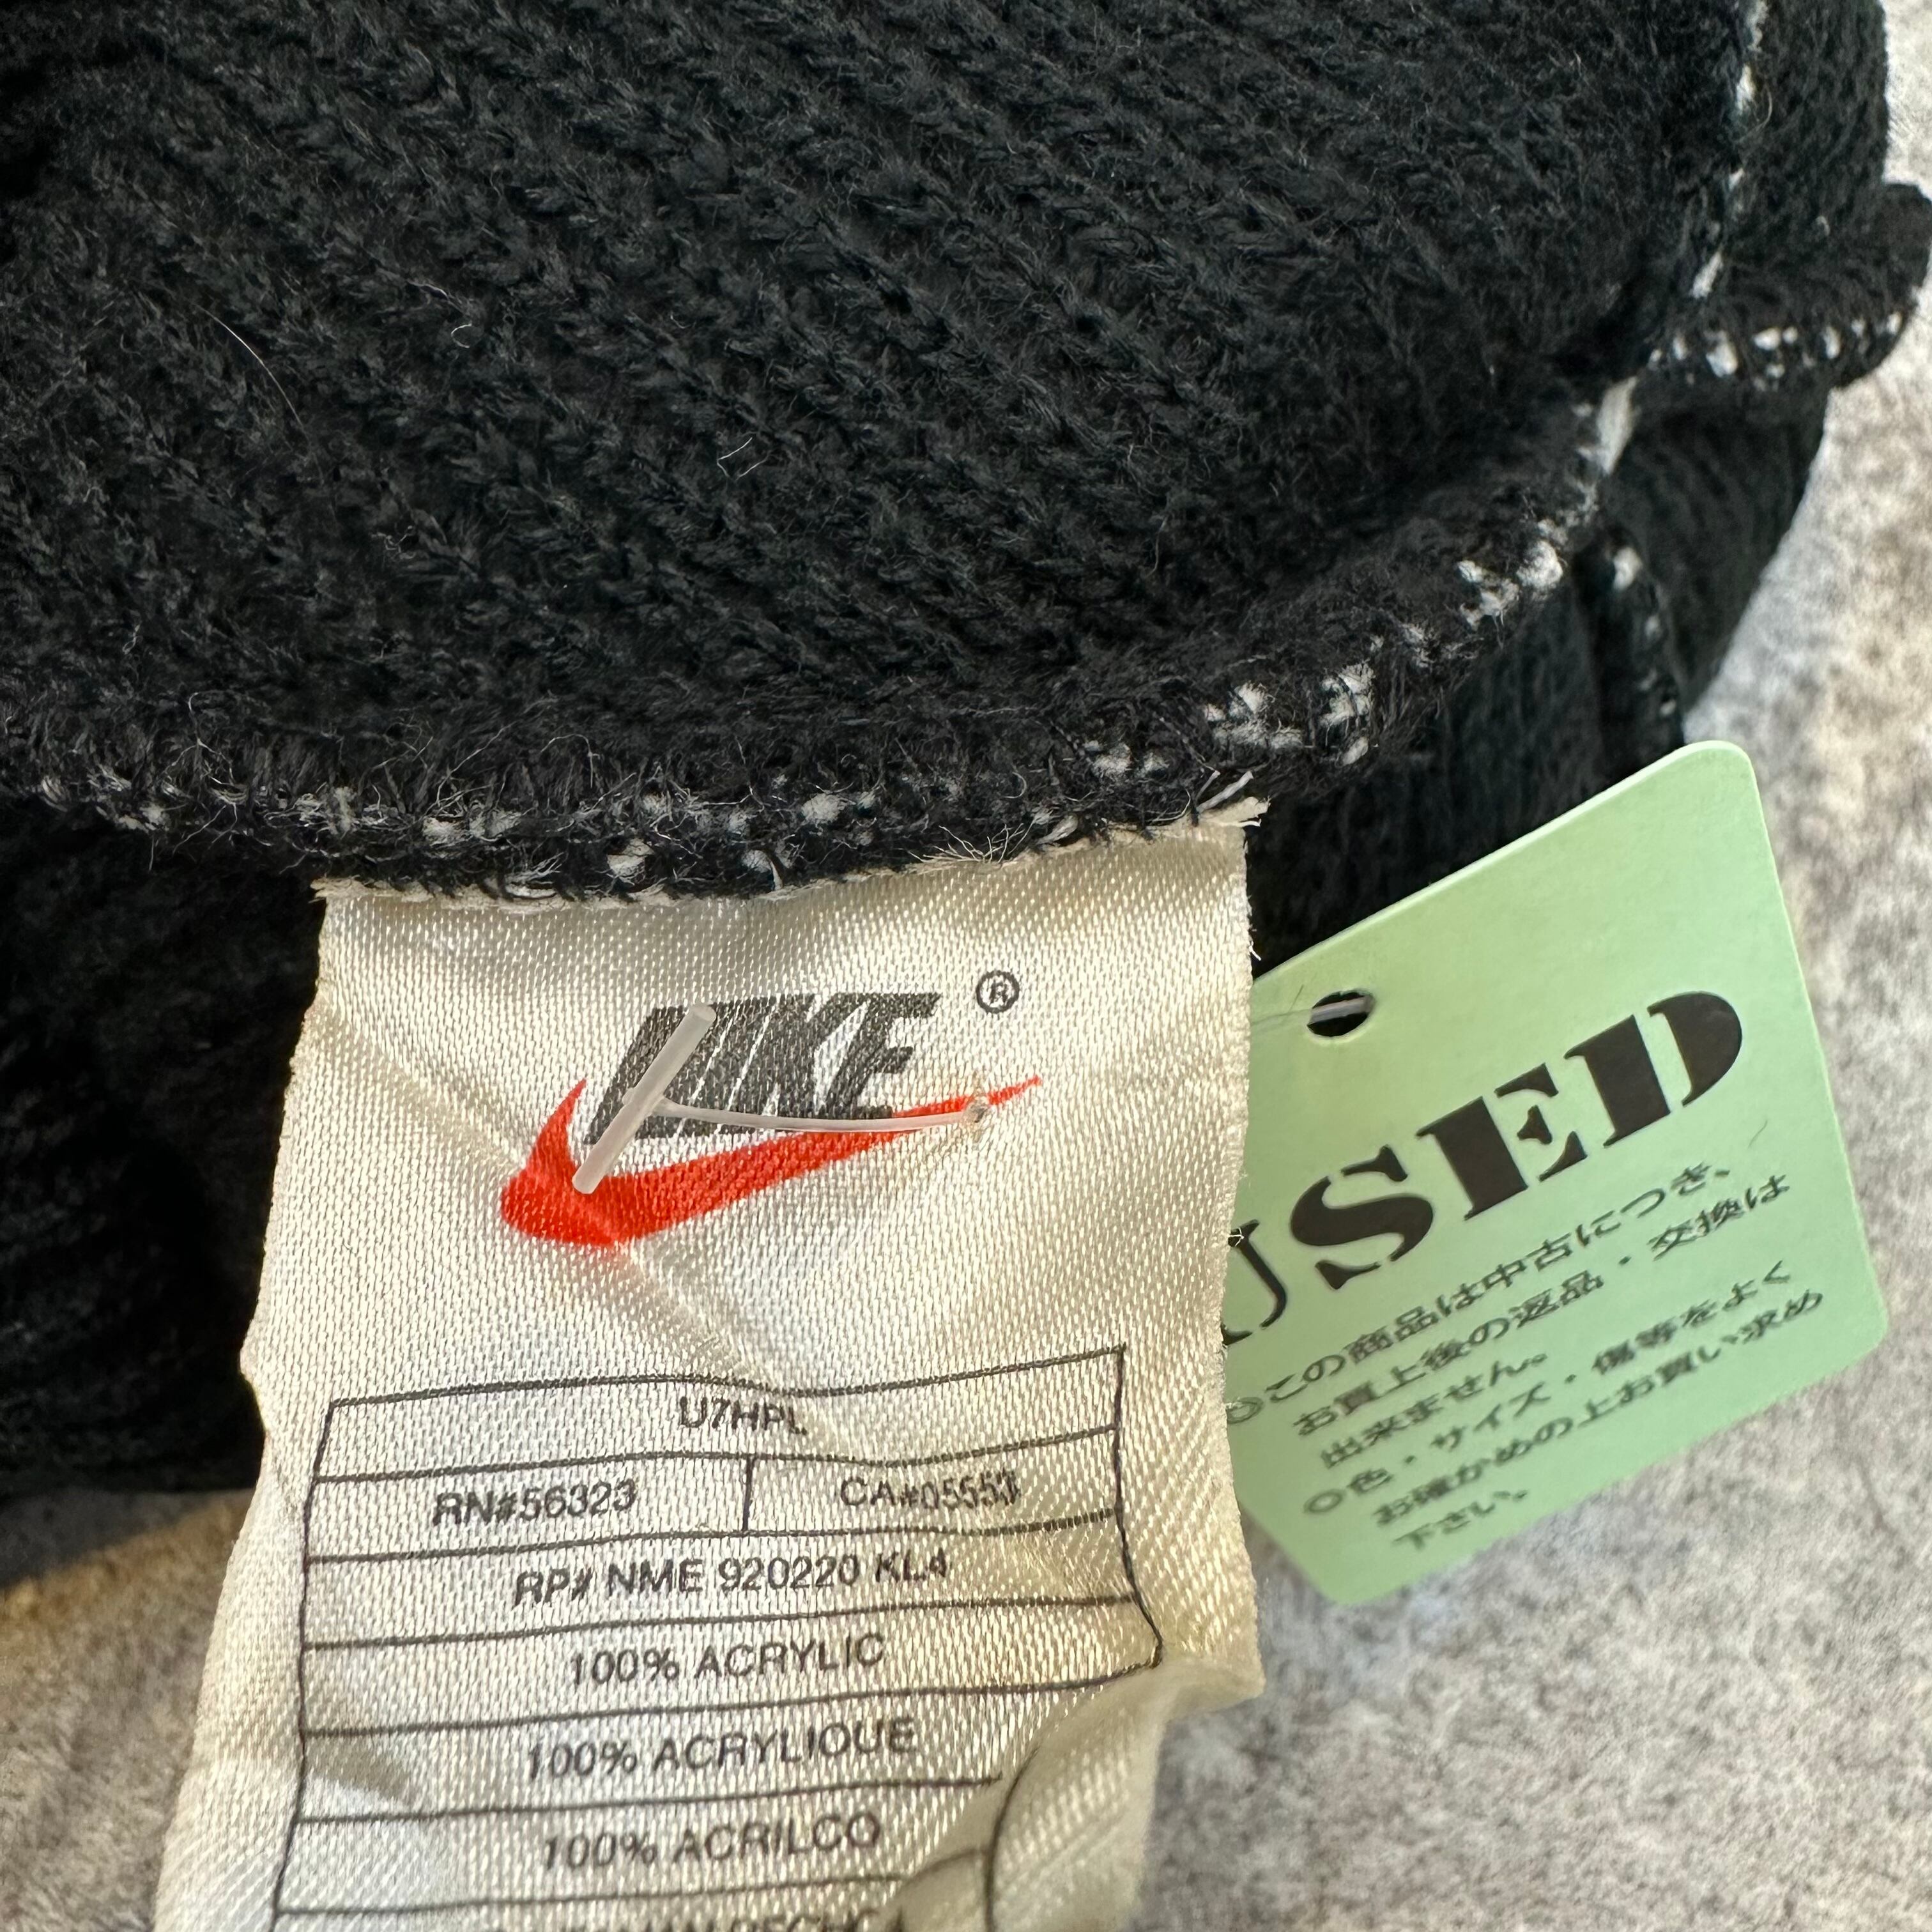 NIKE ®
U7HPL
RN#56323 CA#05553
RP# NME 920220 KL4
100% ACRYLIC
100% ACRYLIQUE
100% ACRILCO
USED
◎この商品は中古につき、
お買上後の返品・交換は
出来ません。
◎色・サイズ・傷等をよく
お確かめの上お買い求め
下さい。